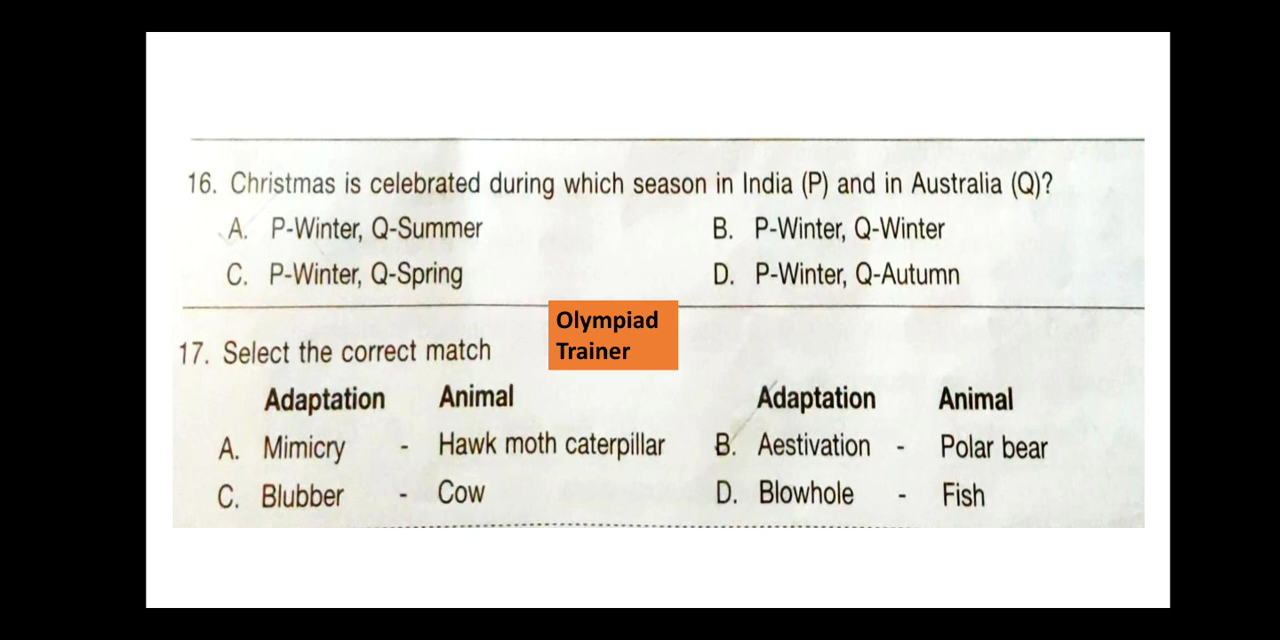 16. Christmas is celebrated during which season in India (P) and in Australia (Q)?
A. P-Winter, Q-Summer B. P-Winter, Q-Winter
C. P-Winter, Q-Spring D. P-Winter, Q-Autumn
Olympiad
Trainer
17. Select the correct match
Adaptation Animal Adaptation Animal
A. Mimicry - Hawk moth caterpillar B. Aestivation - Polar bear
C. Blubber - Cow D. Blowhole - Fish